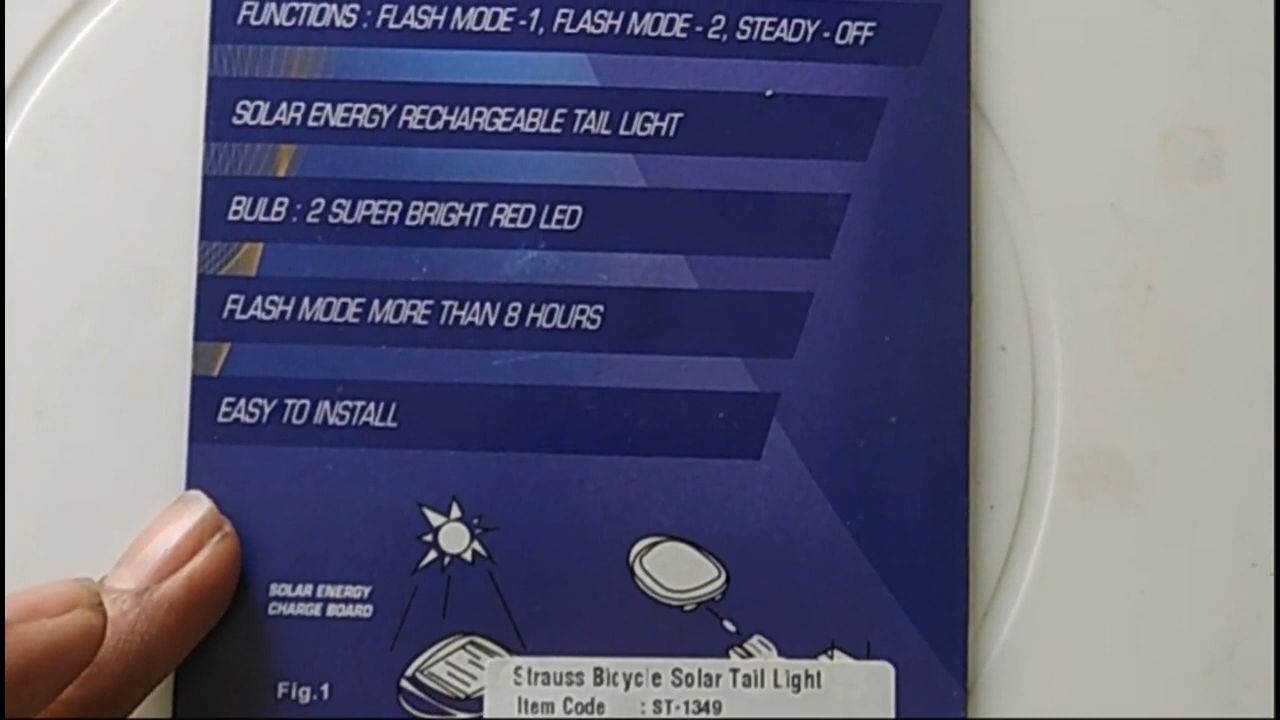 FUNCTIONS : FLASH MODE -1, FLASH MODE - 2, STEADY - OFF
SOLAR ENERGY RECHARGEABLE TAIL LIGHT
BULB : 2 SUPER BRIGHT RED LED
FLASH MODE MORE THAN 8 HOURS
EASY TO INSTALL
SOLAR ENERGY
CHARGE BOARD
Fig.1
Strauss Bicycle Solar Tail Light
Item Code : ST-1349